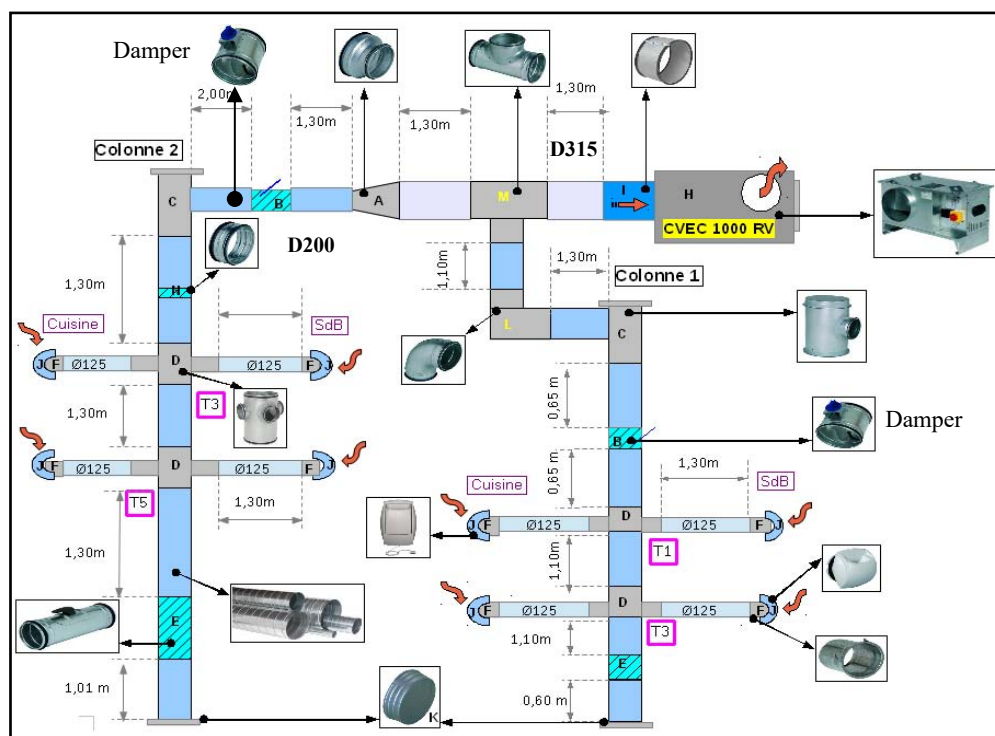 Damper
2,00m
1,30m
1,30m
1,30m
D315
Colonne 2
C
B
A
M
I
H
CVEC 1000 RV
D200
1,10m
1,30m
Colonne 1
1,30m
N
L
C
Cuisine
SdB
J
F
Ø125
D
Ø125
F
J
T3
0,65 m
1,30m
B
Damper
J
F
Ø125
D
Ø125
F
J
T5
1,30m
0,65 m
Cuisine
1,30m
SdB
1,30m
J
F
Ø125
D
Ø125
F
J
T1
1,10m
J
F
Ø125
D
Ø125
F
J
T3
E
1,10m
E
1,01 m
K
0,60 m